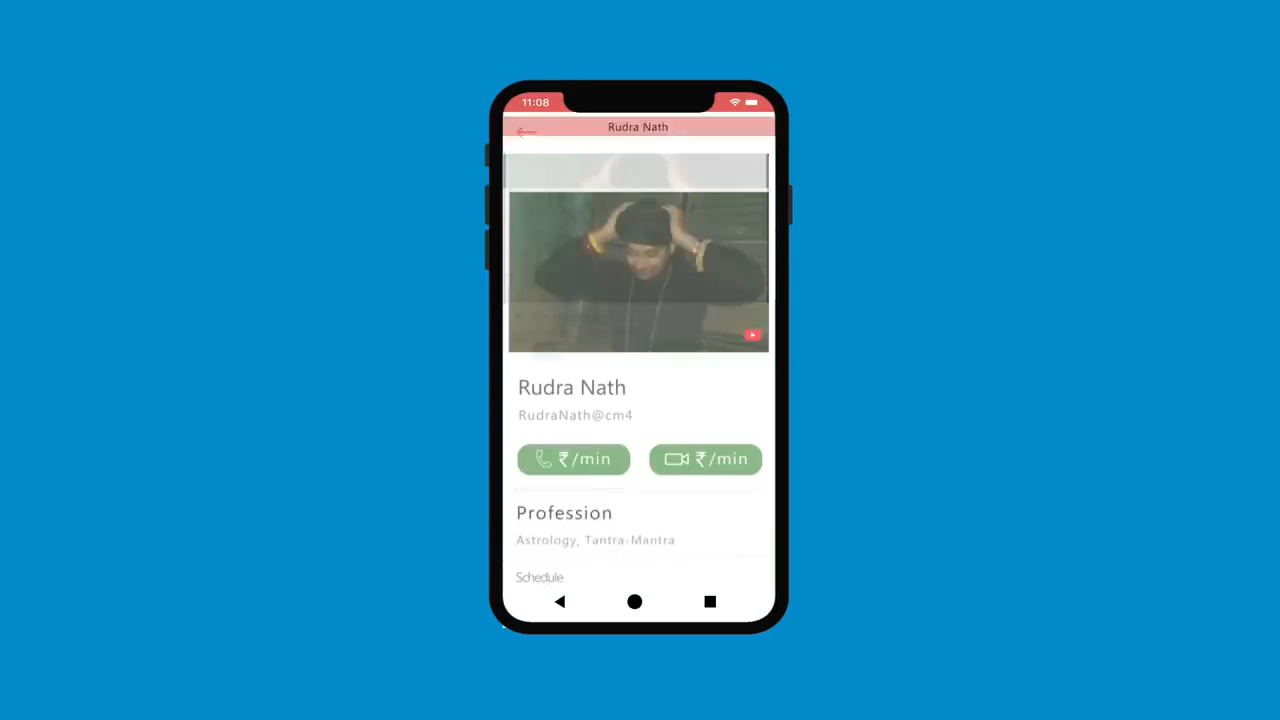 11:08
Rudra Nath
Rudra Nath
RudraNath@cm4
₹/min ₹/min
Profession
Astrology, Tantra-Mantra
Schedule